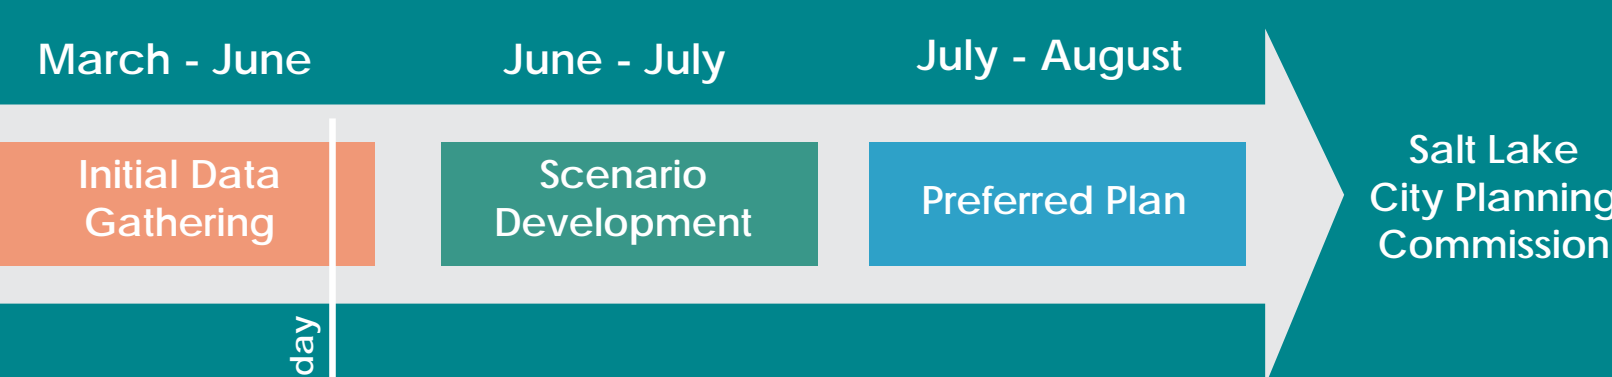 March - June
June - July
July - August
Initial Data
Gathering
Scenario
Development
Preferred Plan
Salt Lake
City Planning
Commission
day